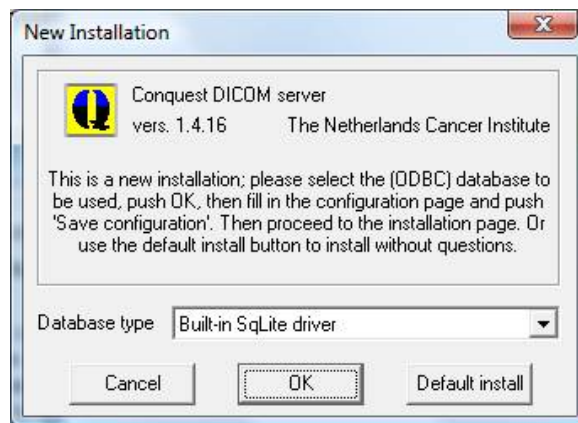 New Installation
Conquest DICOM server
vers. 1.4.16 The Netherlands Cancer Institute
This is a new installation; please select the (ODBC) database to
be used, push OK, then fill in the configuration page and push
'Save configuration'. Then proceed to the installation page. Or
use the default install button to install without questions.
Database type Built-in SqLite driver
Cancel OK Default install